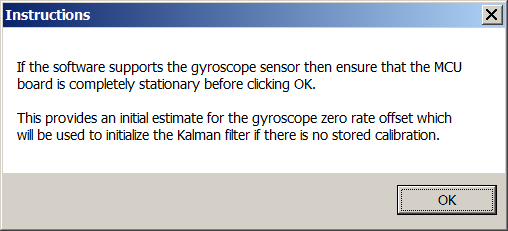 Instructions
If the software supports the gyroscope sensor then ensure that the MCU
board is completely stationary before clicking OK.
This provides an initial estimate for the gyroscope zero rate offset which
will be used to initialize the Kalman filter if there is no stored calibration.
OK